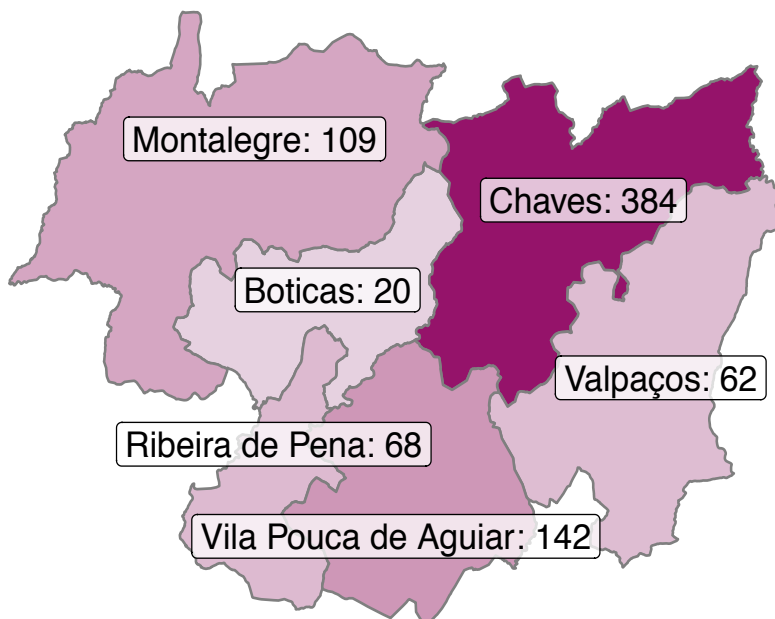 Montalegre: 109
Chaves: 384
Boticas: 20
Valpaços: 62
Ribeira de Pena: 68
Vila Pouca de Aguiar: 142